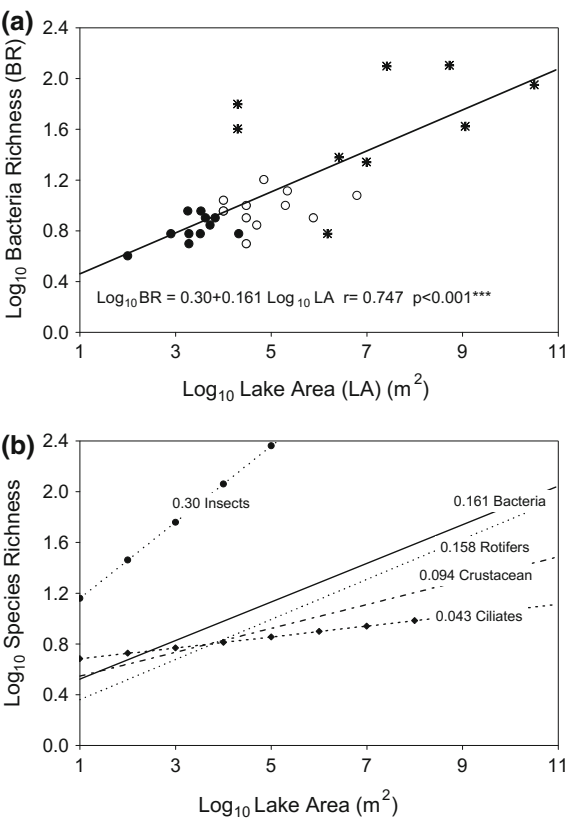 (a)
2.4
2.0
1.6
1.2
0.8
0.4
0.0
Log10 Bacteria Richness (BR)
Log10 BR = 0.30+0.161 Log10 LA r= 0.747 p<0.001***
1 3 5 7 9 11
Log10 Lake Area (LA) (m2)
(b)
2.4
2.0
1.6
1.2
0.8
0.4
0.0
Log10 Species Richness
0.30 Insects
0.161 Bacteria
0.158 Rotifers
0.094 Crustacean
0.043 Ciliates
1 3 5 7 9 11
Log10 Lake Area (m2)